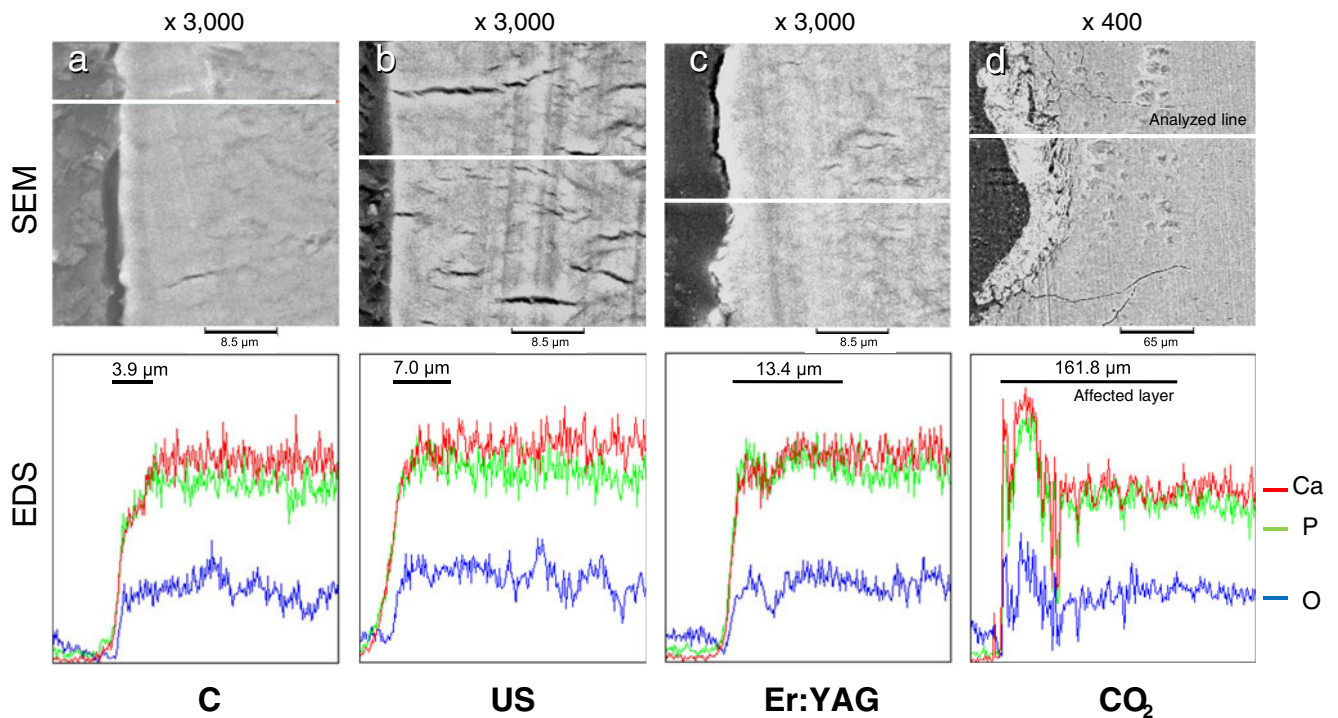 x 3,000
x 3,000
x 3,000
x 400
a
b
c
d
Analyzed line
SEM
8.5 µm
8.5 µm
8.5 µm
65 µm
3.9 µm
7.0 µm
13.4 µm
161.8 µm
Affected layer
EDS
Ca
P
O
C
US
Er:YAG
CO₂